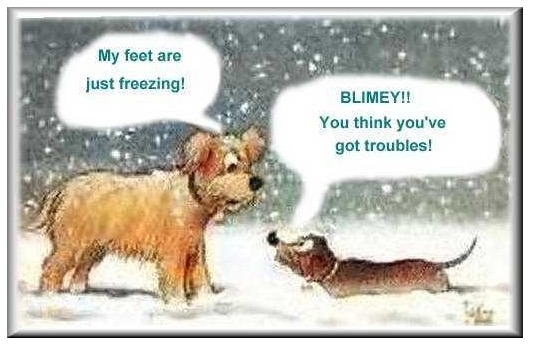 My feet are
just freezing!
BLIMEY!!
You think you've
got troubles!